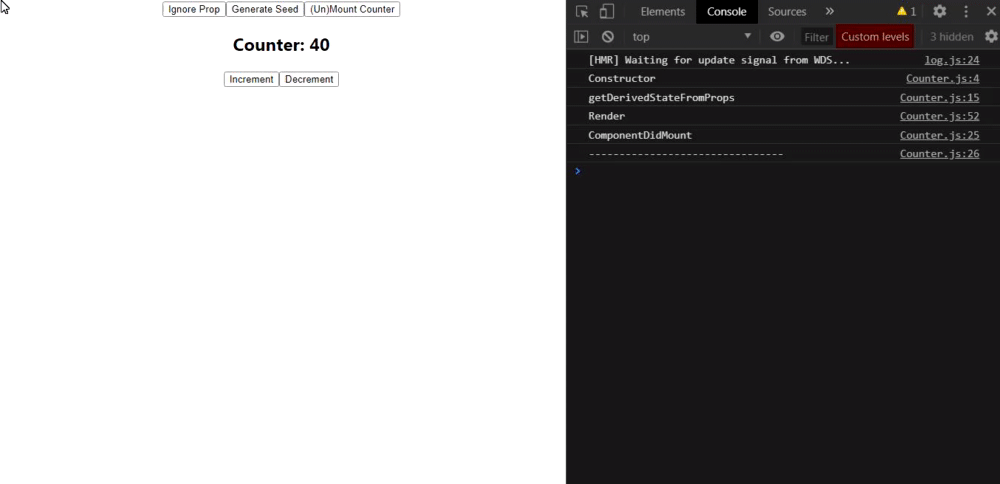 Ignore Prop Generate Seed (Un)Mount Counter
Counter: 40
Increment Decrement
Elements Console Sources » 1
top Filter Custom levels 3 hidden
[HMR] Waiting for update signal from WDS... log.js:24
Constructor Counter.js:4
getDerivedStateFromProps Counter.js:15
Render Counter.js:52
ComponentDidMount Counter.js:25
-------------------------------- Counter.js:26